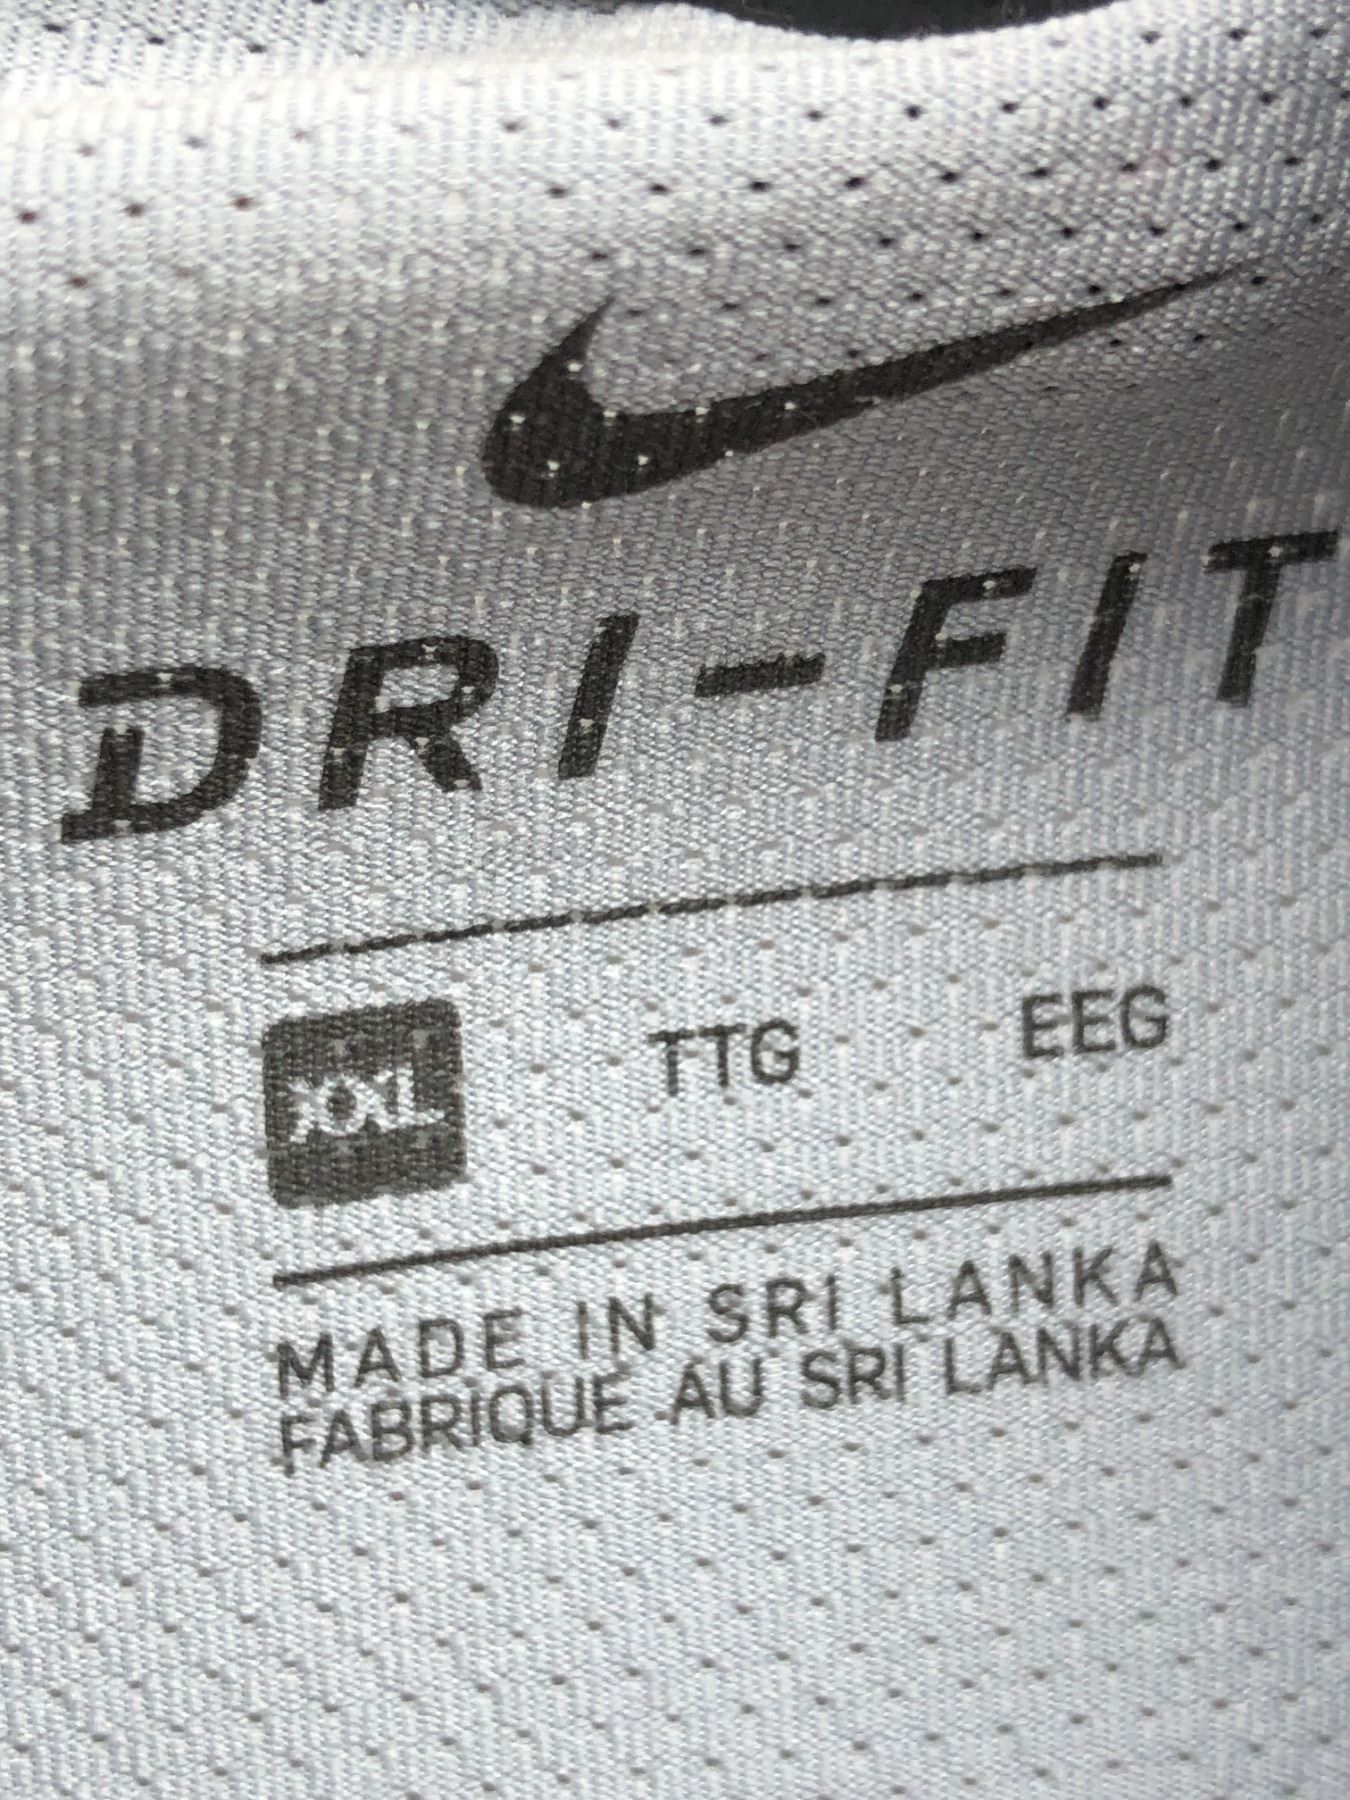 DRI-FIT
XXL TTG EEG
MADE IN SRI LANKA
FABRIQUE AU SRI LANKA